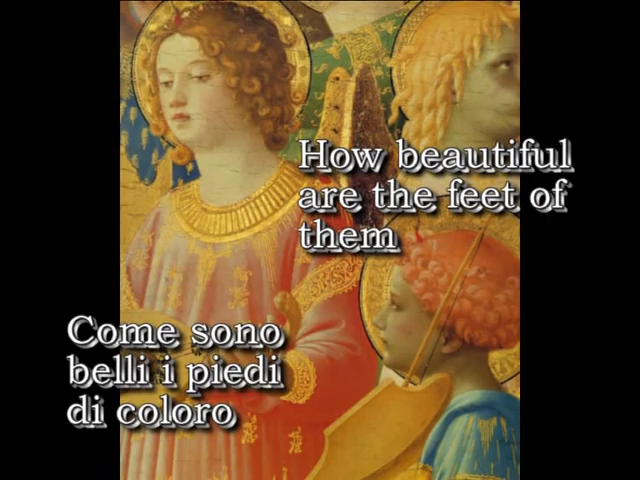 How beautiful
are the feet of
them
Come sono
belli i piedi
di coloro